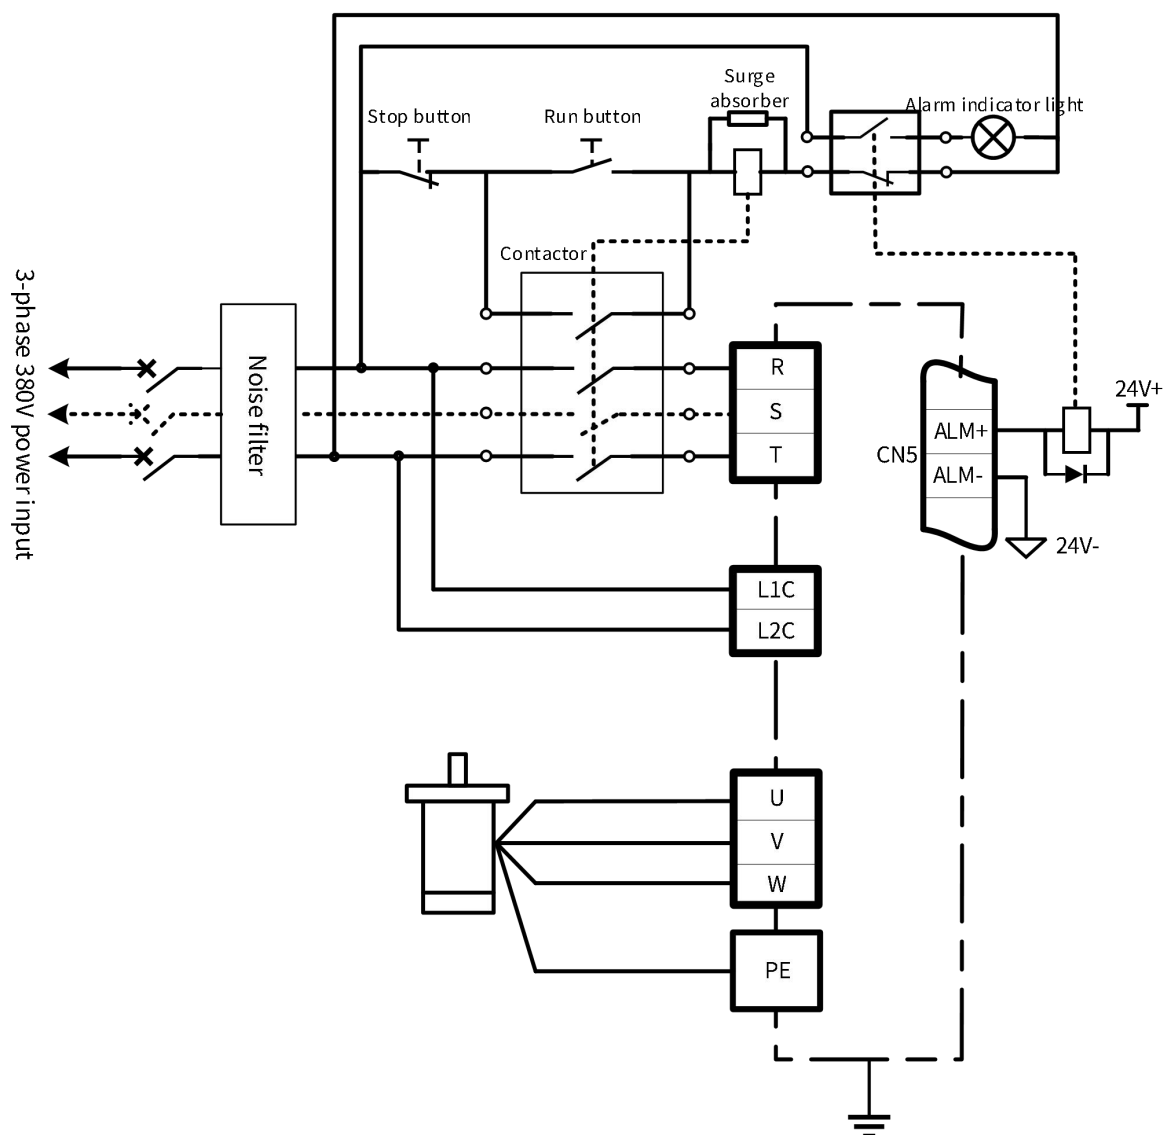 Surge
absorber
Alarm indicator light
Stop button
Run button
Contactor
3-phase 380V power input
Noise filter
R
S
T
24V+
CN5
ALM+
ALM-
24V-
L1C
L2C
U
V
W
PE